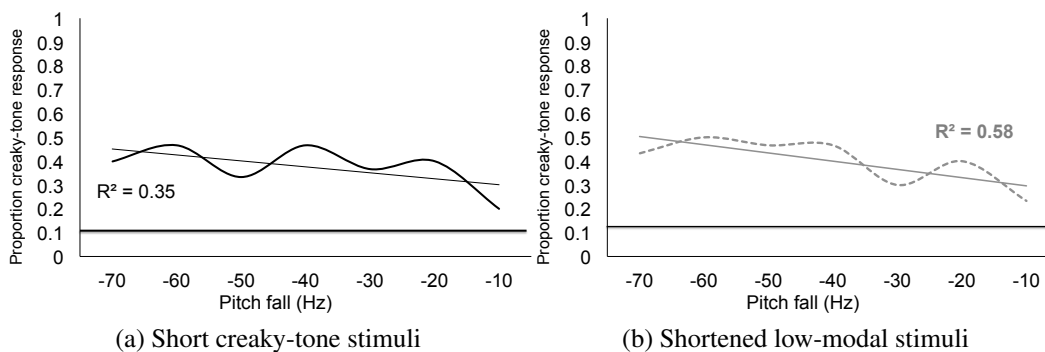 Proportion creaky-tone response
1
0.9
0.8
0.7
0.6
0.5
0.4
0.3
0.2
0.1
0
R² = 0.35
-70 -60 -50 -40 -30 -20 -10
Pitch fall (Hz)
(a) Short creaky-tone stimuli
Proportion creaky-tone response
1
0.9
0.8
0.7
0.6
0.5
0.4
0.3
0.2
0.1
0
R² = 0.58
-70 -60 -50 -40 -30 -20 -10
Pitch fall (Hz)
(b) Shortened low-modal stimuli